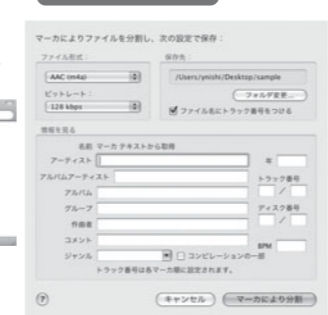 マーカによりファイルを分割し、次の設定で保存：
ファイル形式：
AAC (m4a)
ビットレート：
128 kbps
保存先：
/Users/ynishi/Desktop/sample
フォルダ変更...
ファイル名にトラック番号をつける
情報を見る
名前 マーカ テキストから取得
アーティスト
年
アルバムアーティスト
トラック番号
/
アルバム
グループ
ディスク番号
/
作曲者
コメント
BPM
ジャンル
コンピレーションの一部
トラック番号は各マーカ順に設定されます。
?
キャンセル
マーカにより分割